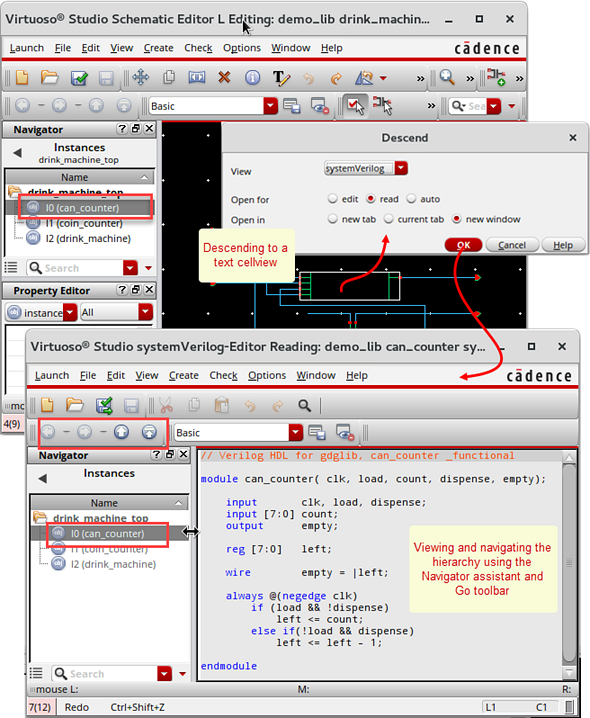 Virtuoso® Studio Schematic Editor L Editing: demo_lib drink_machin...
Launch File Edit View Create Check Options Window Help
cādence
Basic
Sea
Navigator
Instances
drink_machine_top
Name
drink_machine_top
I0 (can_counter)
I1 (coin_counter)
I2 (drink_machine)
Search
Property Editor
instance All
Descend
View systemVerilog
Open for edit read auto
Open in new tab current tab new window
OK Cancel Help
Descending to a
text cellview
mo
4(9)
Virtuoso® Studio systemVerilog-Editor Reading: demo_lib can_counter sy...
Launch File Edit View Create Check Options Window Help
cādence
Basic
Navigator
Instances
Name
drink_machine_top
I0 (can_counter)
I1 (coin_counter)
I2 (drink_machine)
Search
// Verilog HDL for gdglib, can_counter _functional
module can_counter( clk, load, count, dispense, empty);
input clk, load, dispense;
input [7:0] count;
output empty;
reg [7:0] left;
wire empty = |left;
always @(negedge clk)
if (load && !dispense)
left <= count;
else if(!load && dispense)
left <= left - 1;
endmodule
Viewing and navigating the
hierarchy using the
Navigator assistant and
Go toolbar
mouse L: M: R:
7(12) Redo Ctrl+Shift+Z L1 C1